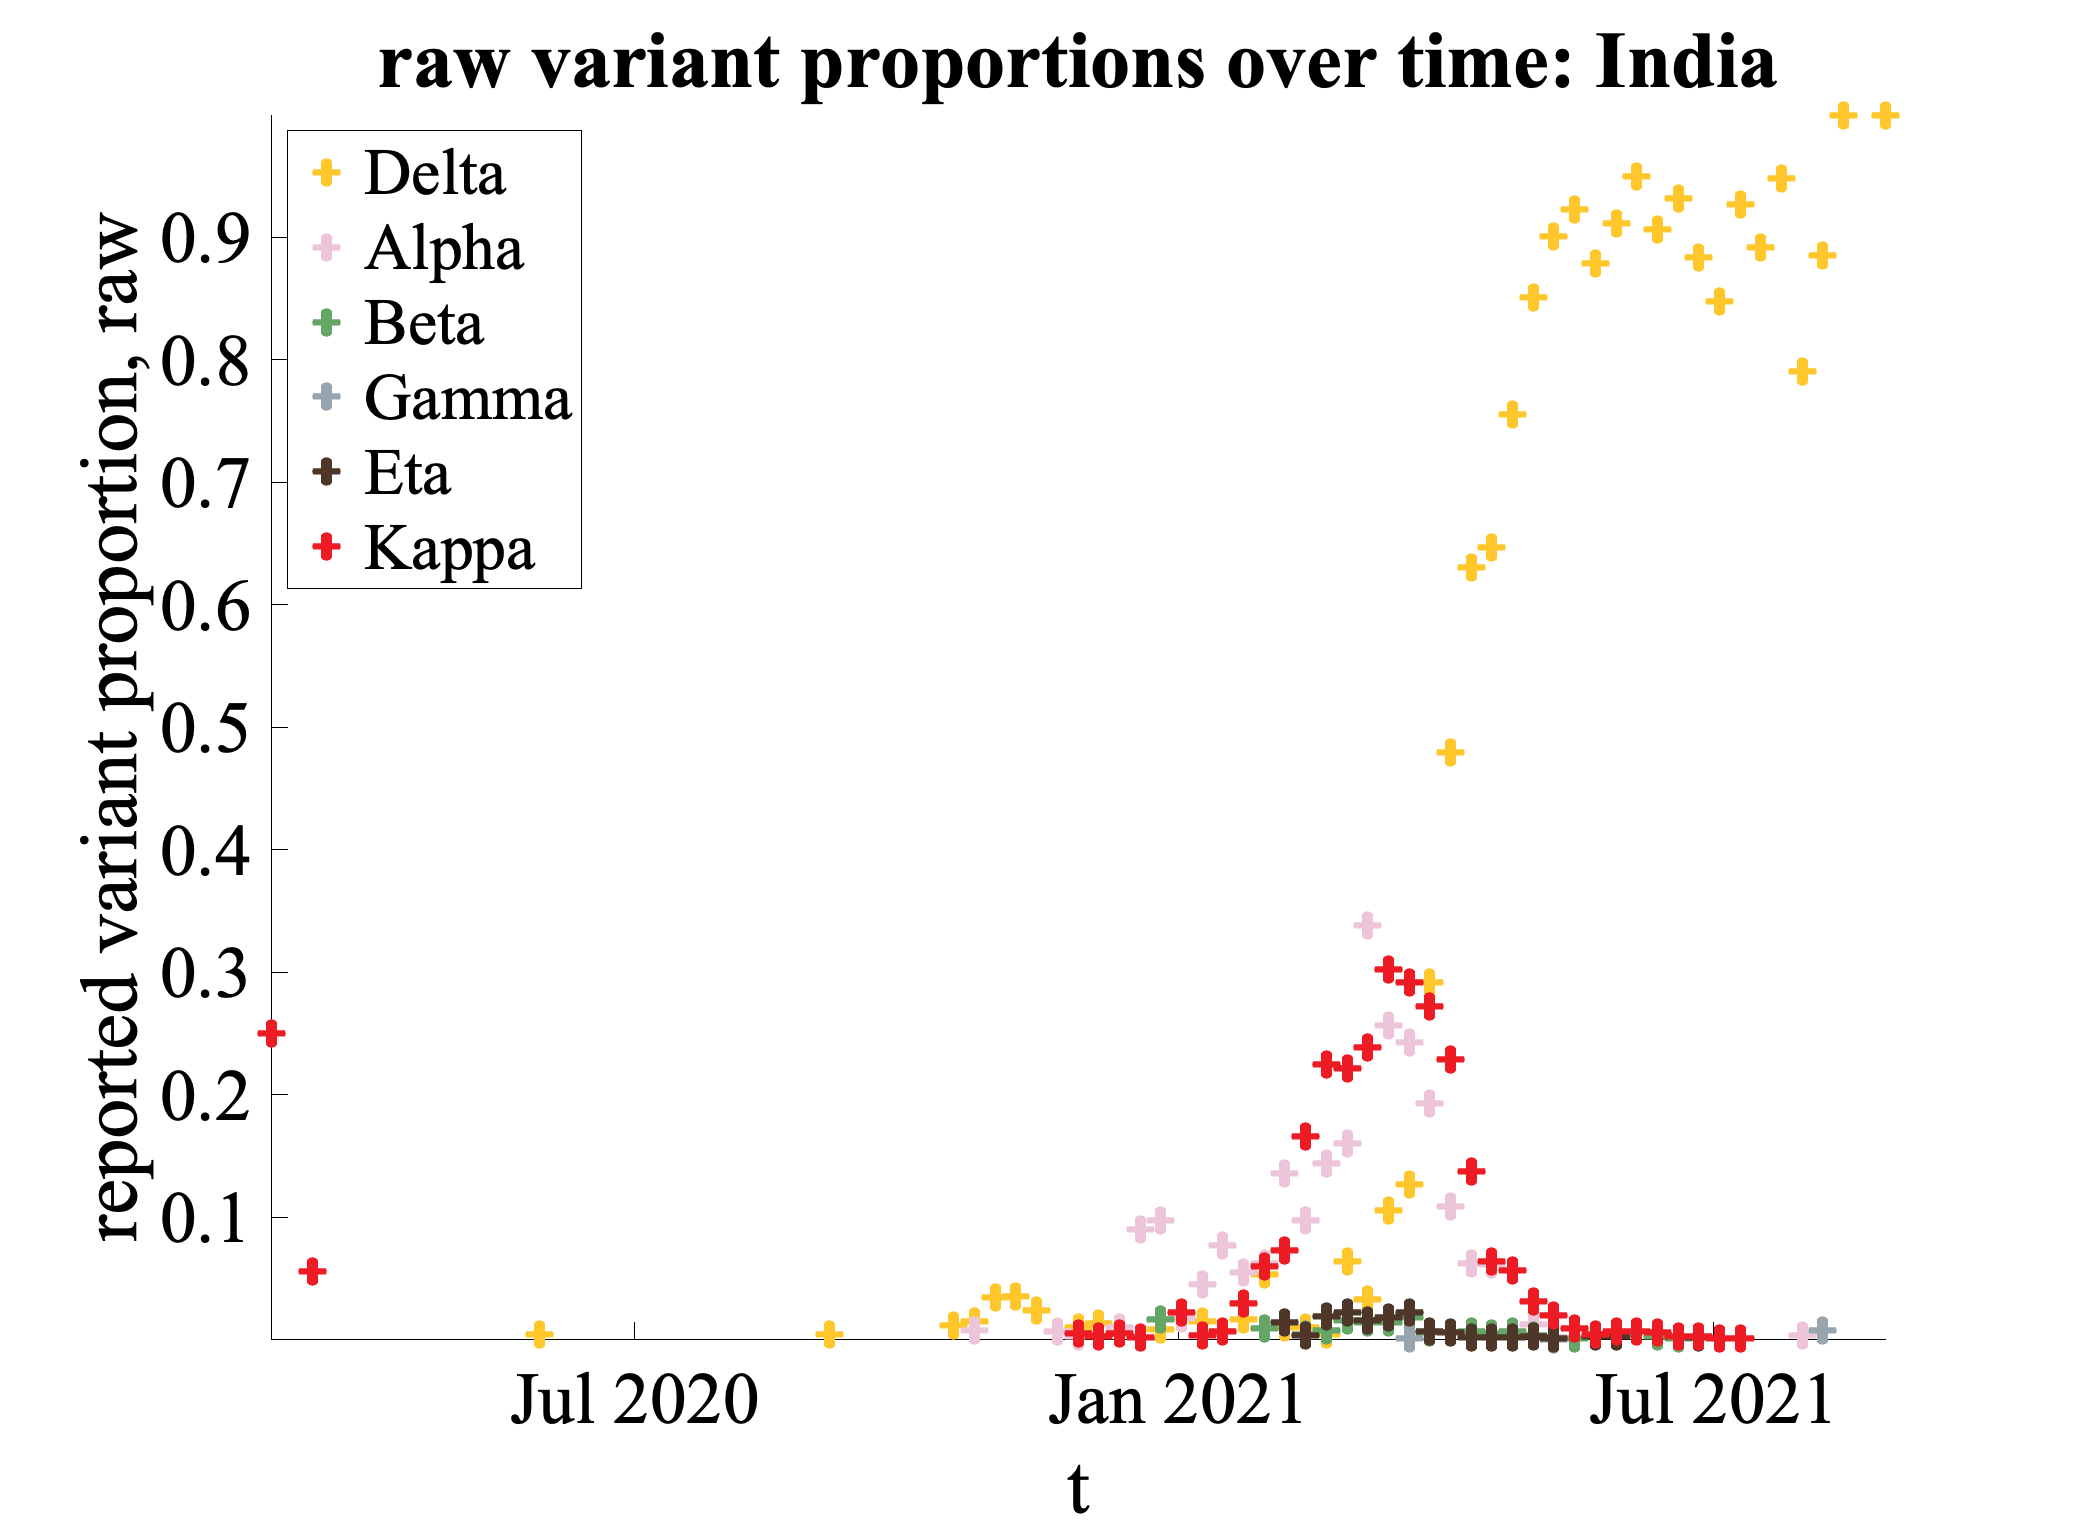 raw variant proportions over time: India
Delta
Alpha
Beta
Gamma
Eta
Kappa
reported variant proportion, raw
0.9
0.8
0.7
0.6
0.5
0.4
0.3
0.2
0.1
Jul 2020
Jan 2021
Jul 2021
t